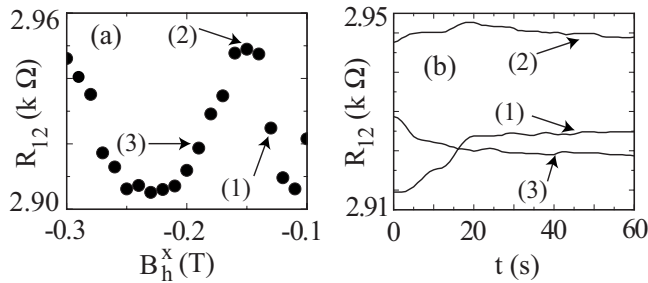 2.96
(a)
(2)
R12 (k Ω)
(3)
(1)
2.90
-0.3
-0.2
-0.1
B_h^x (T)
2.95
(b)
(2)
(1)
R12 (k Ω)
(3)
2.91
0
20
40
60
t (s)